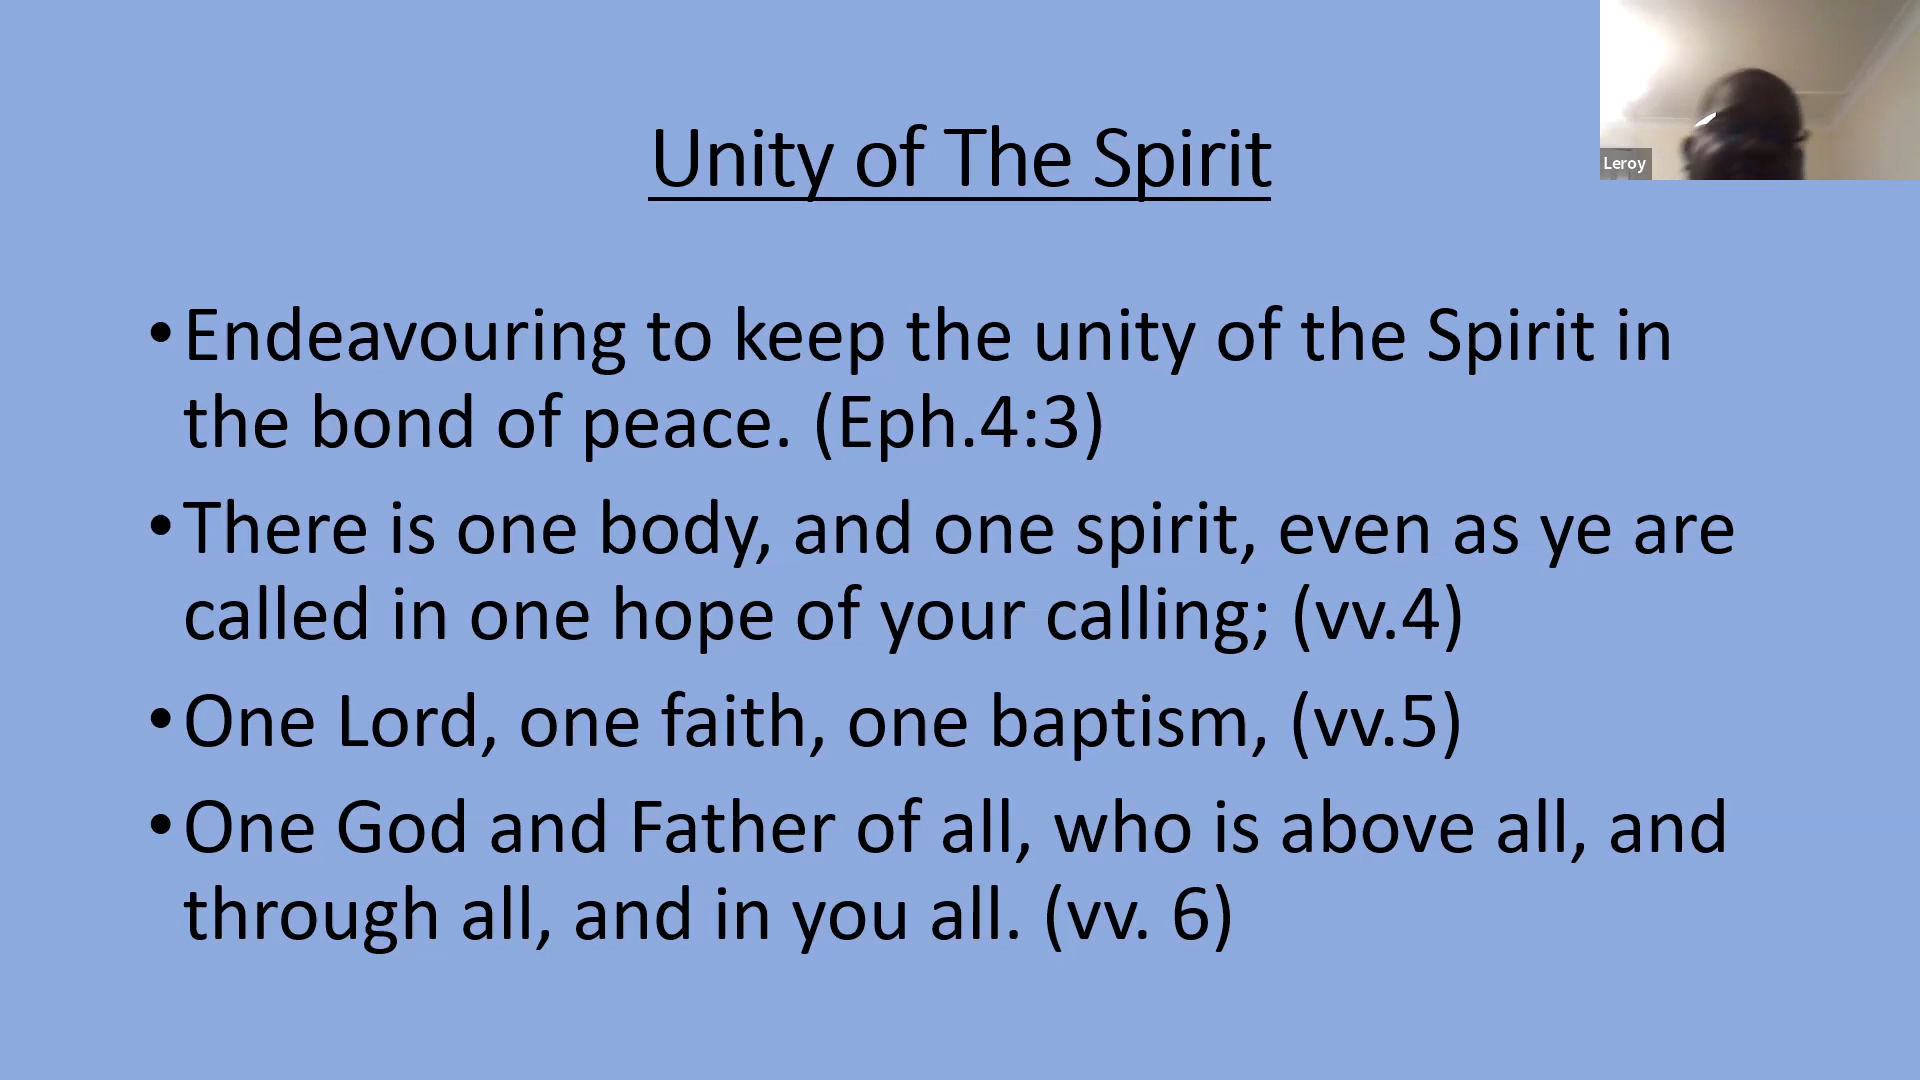 Unity of The Spirit
Leroy
•Endeavouring to keep the unity of the Spirit in
the bond of peace. (Eph.4:3)
•There is one body, and one spirit, even as ye are
called in one hope of your calling; (vv.4)
•One Lord, one faith, one baptism, (vv.5)
•One God and Father of all, who is above all, and
through all, and in you all. (vv. 6)